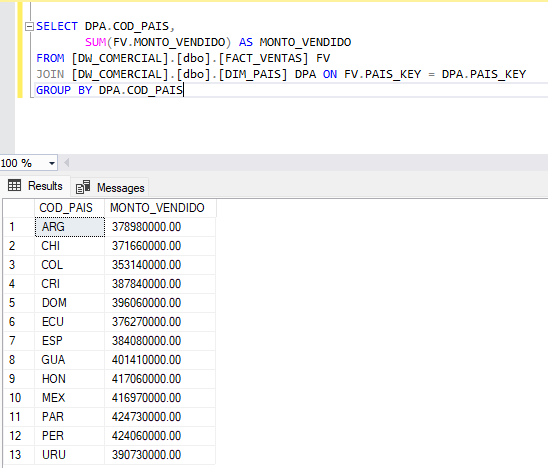 SELECT DPA.COD_PAIS,
SUM(FV.MONTO_VENDIDO) AS MONTO_VENDIDO
FROM [DW_COMERCIAL].[dbo].[FACT_VENTAS] FV
JOIN [DW_COMERCIAL].[dbo].[DIM_PAIS] DPA ON FV.PAIS_KEY = DPA.PAIS_KEY
GROUP BY DPA.COD_PAIS
100 %
Results Messages
COD_PAIS MONTO_VENDIDO
1 ARG 378980000.00
2 CHI 371660000.00
3 COL 353140000.00
4 CRI 387840000.00
5 DOM 396060000.00
6 ECU 376270000.00
7 ESP 384080000.00
8 GUA 401410000.00
9 HON 417060000.00
10 MEX 416970000.00
11 PAR 424730000.00
12 PER 424060000.00
13 URU 390730000.00